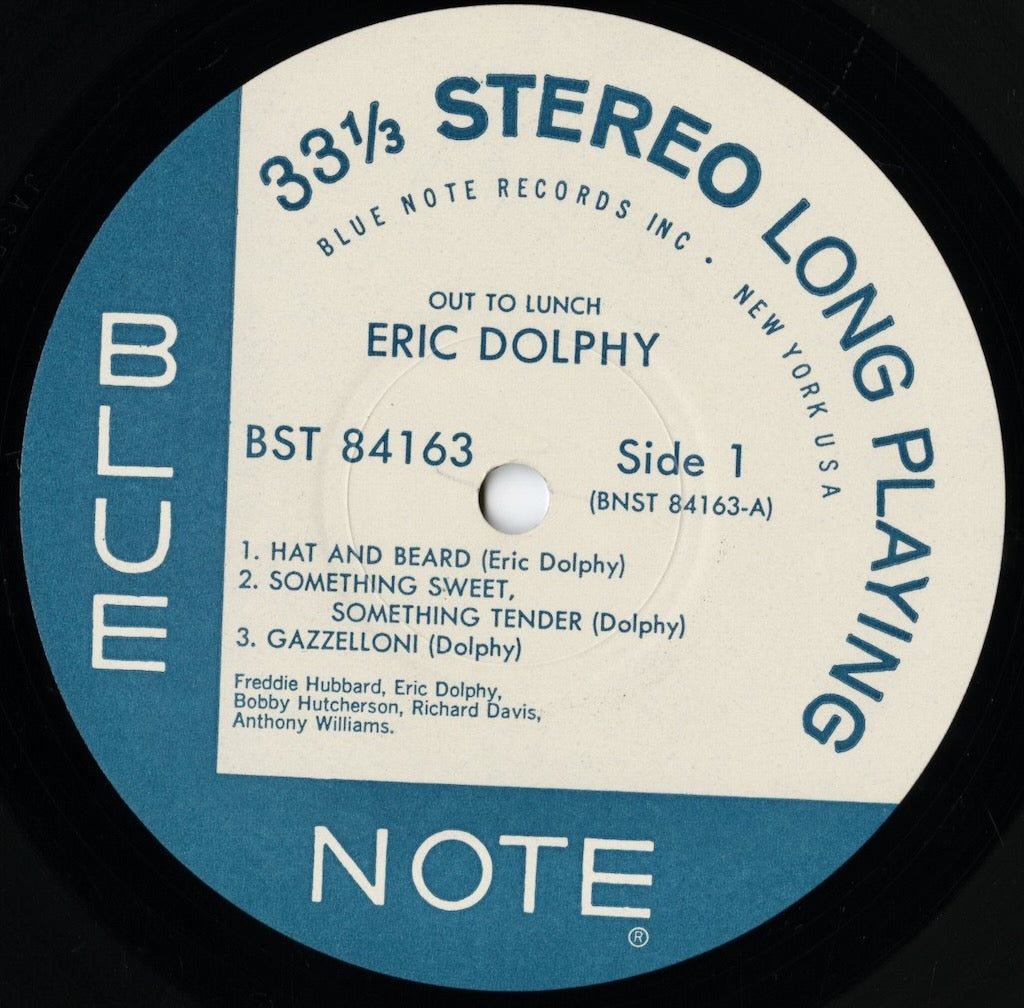 33⅓ STEREO LONG PLAYING
BLUE NOTE RECORDS INC . NEW YORK USA
OUT TO LUNCH
ERIC DOLPHY
BST 84163
Side 1
(BNST 84163-A)
1. HAT AND BEARD (Eric Dolphy)
2. SOMETHING SWEET,
SOMETHING TENDER (Dolphy)
3. GAZZELLONI (Dolphy)
Freddie Hubbard, Eric Dolphy,
Bobby Hutcherson, Richard Davis,
Anthony Williams.
BLUE
NOTE
®